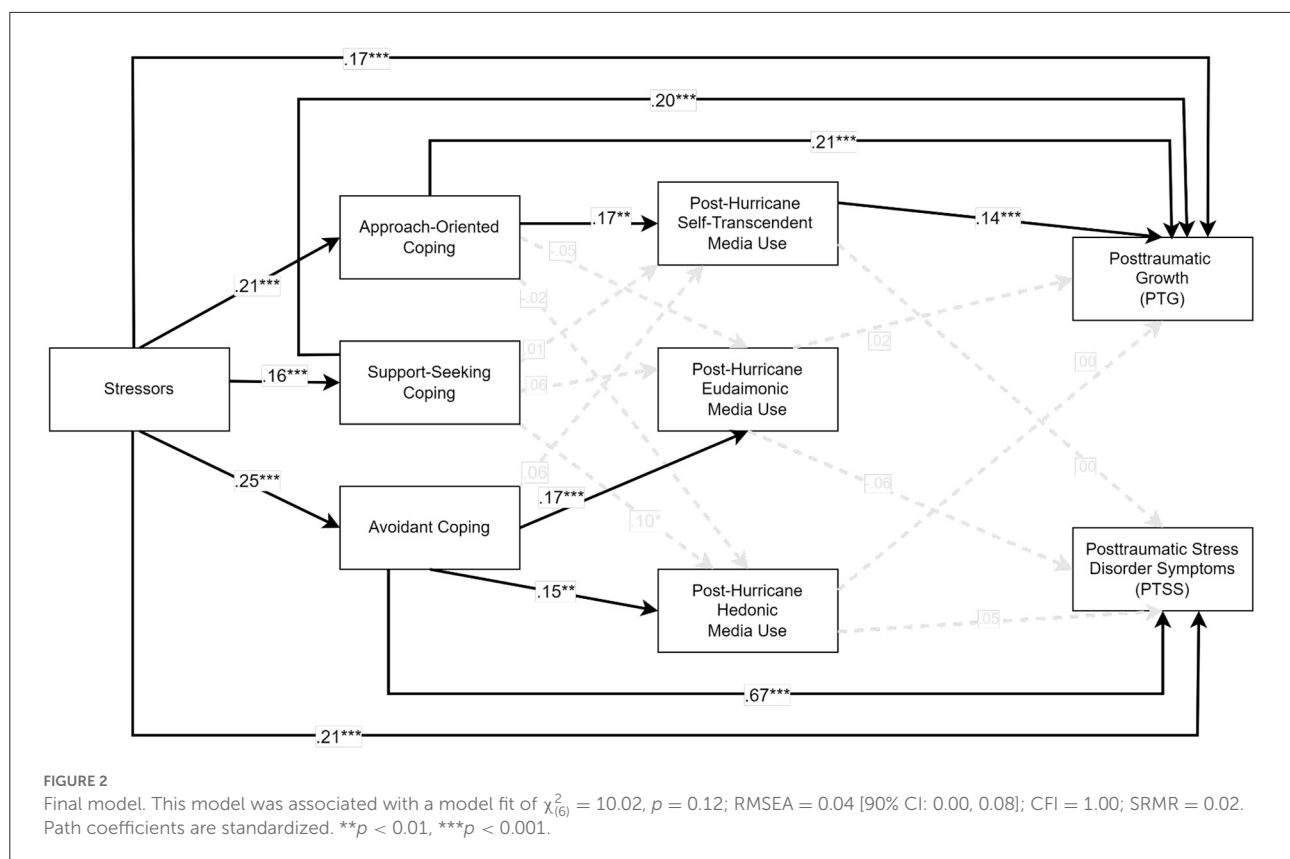 .17***
.20***
.21***
Approach-Oriented
Coping
.17**
Post-Hurricane
Self-Transcendent
Media Use
.14***
Posttraumatic
Growth
(PTG)
-.05
.21***
-.02
Stressors
.16***
Support-Seeking
Coping
.01
.06
Post-Hurricane
Eudaimonic
Media Use
.02
.00
.25***
.06
Avoidant Coping
.17***
.10*
.00
-.06
Posttraumatic Stress
Disorder Symptoms
(PTSS)
.15**
Post-Hurricane
Hedonic
Media Use
.05
.67***
.21***
FIGURE 2
Final model. This model was associated with a model fit of χ²₍₆₎ = 10.02, p = 0.12; RMSEA = 0.04 [90% CI: 0.00, 0.08]; CFI = 1.00; SRMR = 0.02.
Path coefficients are standardized. **p < 0.01, ***p < 0.001.